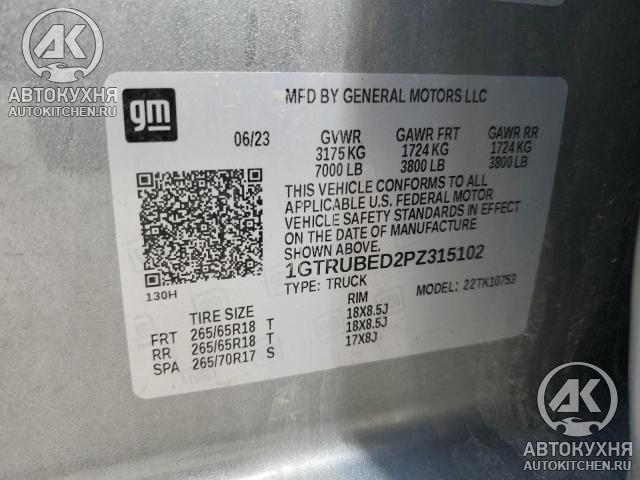 AK
АВТОКУХНЯ
AUTOKITCHEN.RU
gm
MFD BY GENERAL MOTORS LLC
06/23 GVWR GAWR FRT GAWR RR
3175 KG 1724 KG 1724 KG
7000 LB 3800 LB 3800 LB
THIS VEHICLE CONFORMS TO ALL
APPLICABLE U.S. FEDERAL MOTOR
VEHICLE SAFETY STANDARDS IN EFFECT
ON THE DATE OF MANUFACTURE
SHOWN ABOVE.
1GTRUBED2PZ315102
TYPE: TRUCK MODEL: 22TK10753
130H
TIRE SIZE RIM
FRT 265/65R18 T 18X8.5J
RR 265/65R18 T 18X8.5J
SPA 265/70R17 S 17X8J
AK
АВТОКУХНЯ
AUTOKITCHEN.RU